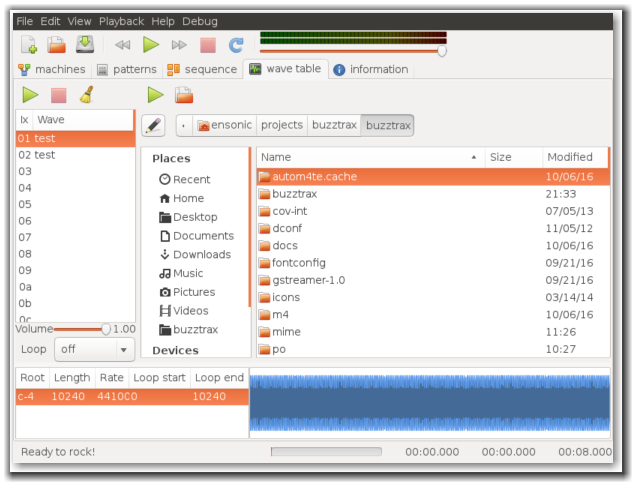 File Edit View Playback Help Debug
machines patterns sequence wave table information
Ix Wave
01 test
02 test
03
04
05
06
07
08
09
0a
0b
0c
Volume 1.00
Loop off
ensonic projects buzztrax buzztrax
Places
Recent
Home
Desktop
Documents
Downloads
Music
Pictures
Videos
buzztrax
Devices
Name Size Modified
autom4te.cache 10/06/16
buzztrax 21:33
cov-int 07/05/13
dconf 11/05/12
docs 10/06/16
fontconfig 09/21/16
gstreamer-1.0 09/21/16
icons 03/14/14
m4 10/06/16
mime 11:26
po 10:27
Root Length Rate Loop start Loop end
c-4 10240 441000 10240
Ready to rock! 00:00.000 00:00.000 00:08.000